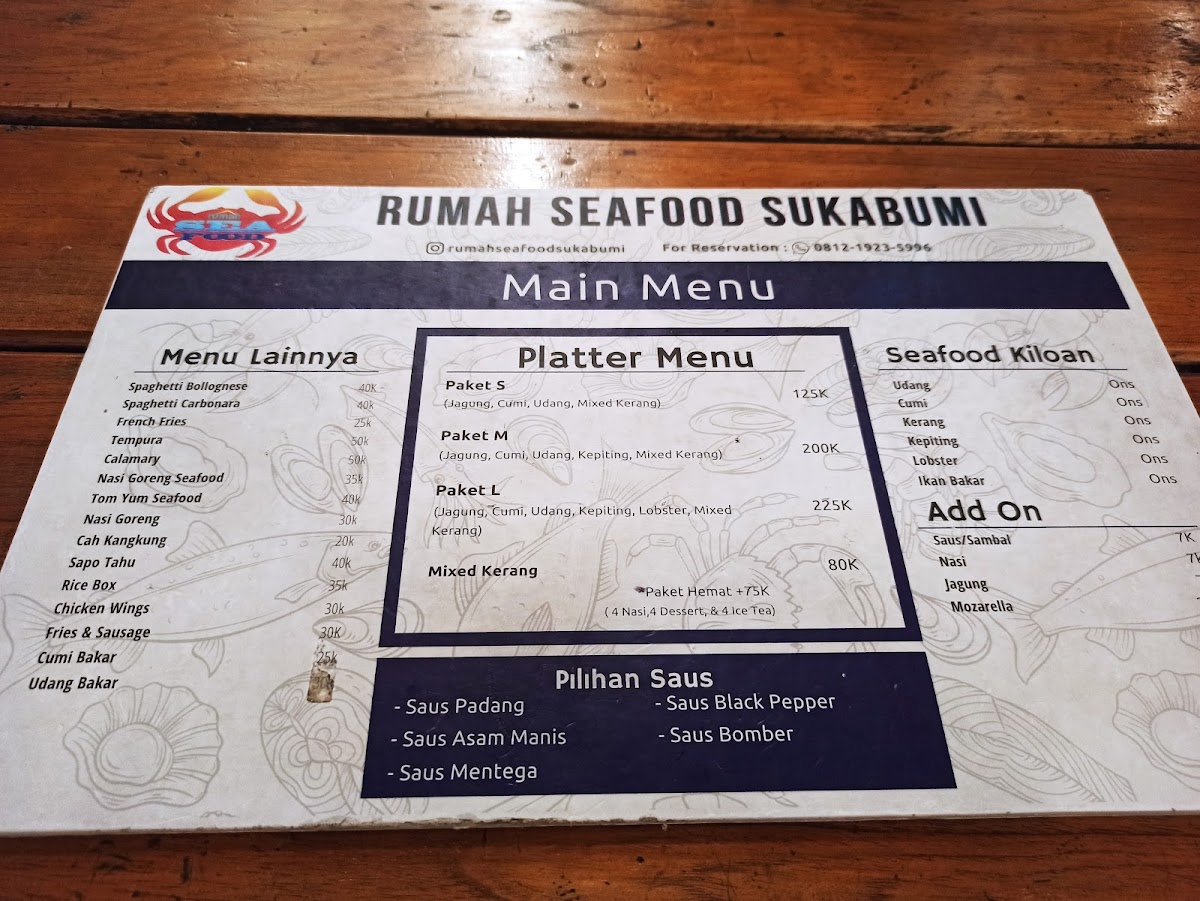 rumah
SEA
FOOD
RUMAH SEAFOOD SUKABUMI
rumahseafoodsukabumi For Reservation : 0812-1923-5996
Main Menu
Menu Lainnya
Spaghetti Bollognese 40K
Spaghetti Carbonara 40k
French Fries 25k
Tempura 50k
Calamary 50k
Nasi Goreng Seafood 35k
Tom Yum Seafood 40k
Nasi Goreng 30k
Cah Kangkung 20k
Sapo Tahu 40k
Rice Box 35k
Chicken Wings 30k
Fries & Sausage 30K
Cumi Bakar 25k
Udang Bakar
Platter Menu
Paket S 125K
(Jagung, Cumi, Udang, Mixed Kerang)
Paket M 200K
(Jagung, Cumi, Udang, Kepiting, Mixed Kerang)
Paket L 225K
(Jagung, Cumi, Udang, Kepiting, Lobster, Mixed
Kerang)
Mixed Kerang 80K
*Paket Hemat +75K
( 4 Nasi,4 Dessert, & 4 Ice Tea)
Pilihan Saus
- Saus Padang
- Saus Asam Manis
- Saus Mentega
- Saus Black Pepper
- Saus Bomber
Seafood Kiloan
Udang Ons
Cumi Ons
Kerang Ons
Kepiting Ons
Lobster Ons
Ikan Bakar Ons
Add On
Saus/Sambal 7K
Nasi
Jagung
Mozarella